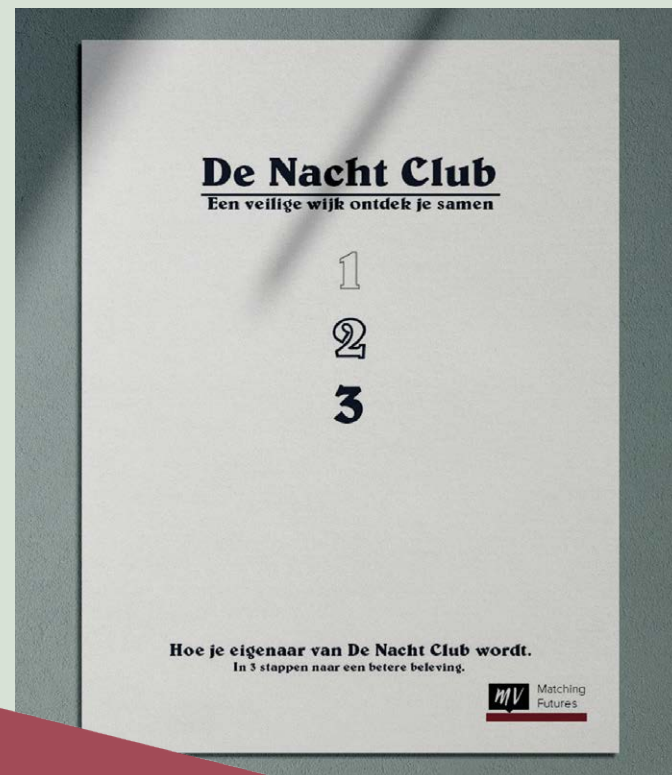 De Nacht Club
Een veilige wijk ontdek je samen
1
2
3
Hoe je eigenaar van De Nacht Club wordt.
In 3 stappen naar een betere beleving.
MV
Matching
Futures